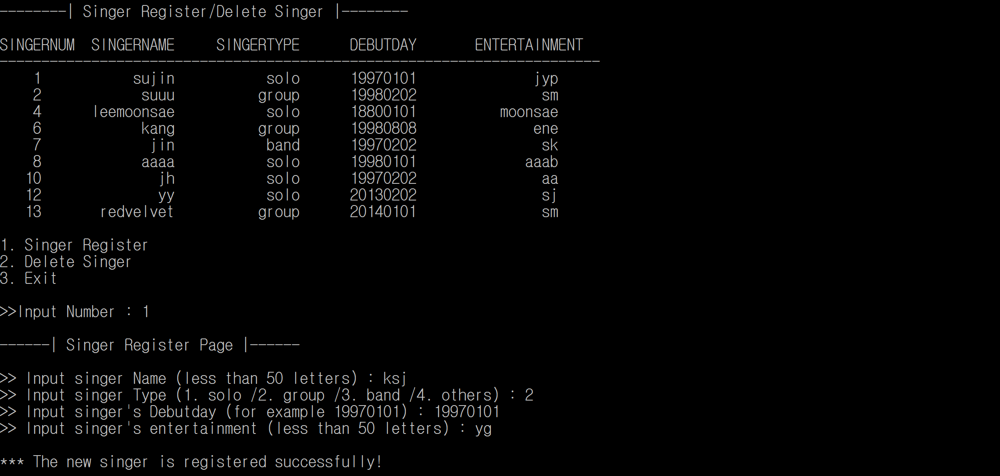 --------| Singer Register/Delete Singer |--------
SINGERNUM  SINGERNAME     SINGERTYPE      DEBUTDAY       ENTERTAINMENT
------------------------------------------------------------------------
    1           sujin           solo      19970101              jyp
    2            suuu          group      19980202               sm
    4      leemoonsae           solo      18800101          moonsae
    6            kang          group      19980808              ene
    7             jin           band      19970202               sk
    8            aaaa           solo      19980101             aaab
   10              jh           solo      19970202               aa
   12              yy           solo      20130202               sj
   13       redvelvet          group      20140101               sm
1. Singer Register
2. Delete Singer
3. Exit
>>Input Number : 1
------| Singer Register Page |------
>> Input singer Name (less than 50 letters) : ksj
>> Input singer Type (1. solo /2. group /3. band /4. others) : 2
>> Input singer's Debutday (for example 19970101) : 19970101
>> Input singer's entertainment (less than 50 letters) : yg
*** The new singer is registered successfully!